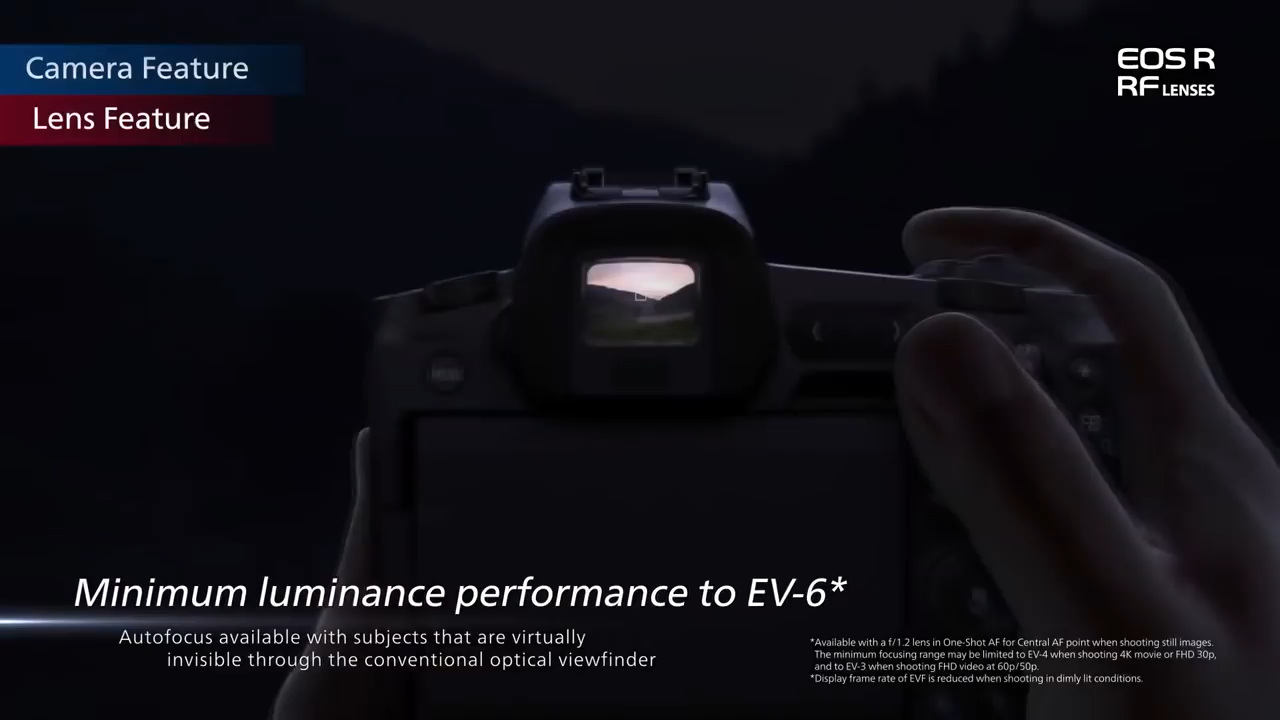 Camera Feature
Lens Feature
EOS R
RF LENSES
MENU
Minimum luminance performance to EV-6*
Autofocus available with subjects that are virtually
invisible through the conventional optical viewfinder
*Available with a f/1.2 lens in One-Shot AF for Central AF point when shooting still images.
The minimum focusing range may be limited to EV-4 when shooting 4K movie or FHD 30p,
and to EV-3 when shooting FHD video at 60p/50p.
*Display frame rate of EVF is reduced when shooting in dimly lit conditions.